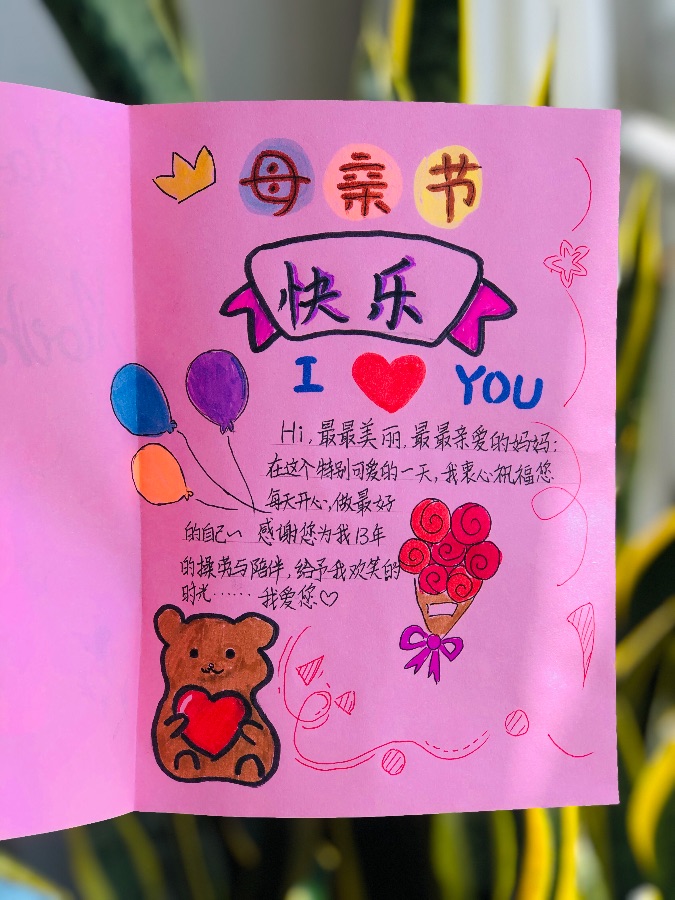 母亲节
快乐
I YOU
Hi,最最美丽,最最亲爱的妈妈:
在这个特别可爱的一天,我衷心祝福您
每天开心,做最好
的自己~ 感谢您为我13年
的操劳与陪伴,给予我欢笑的
时光……我爱您♡